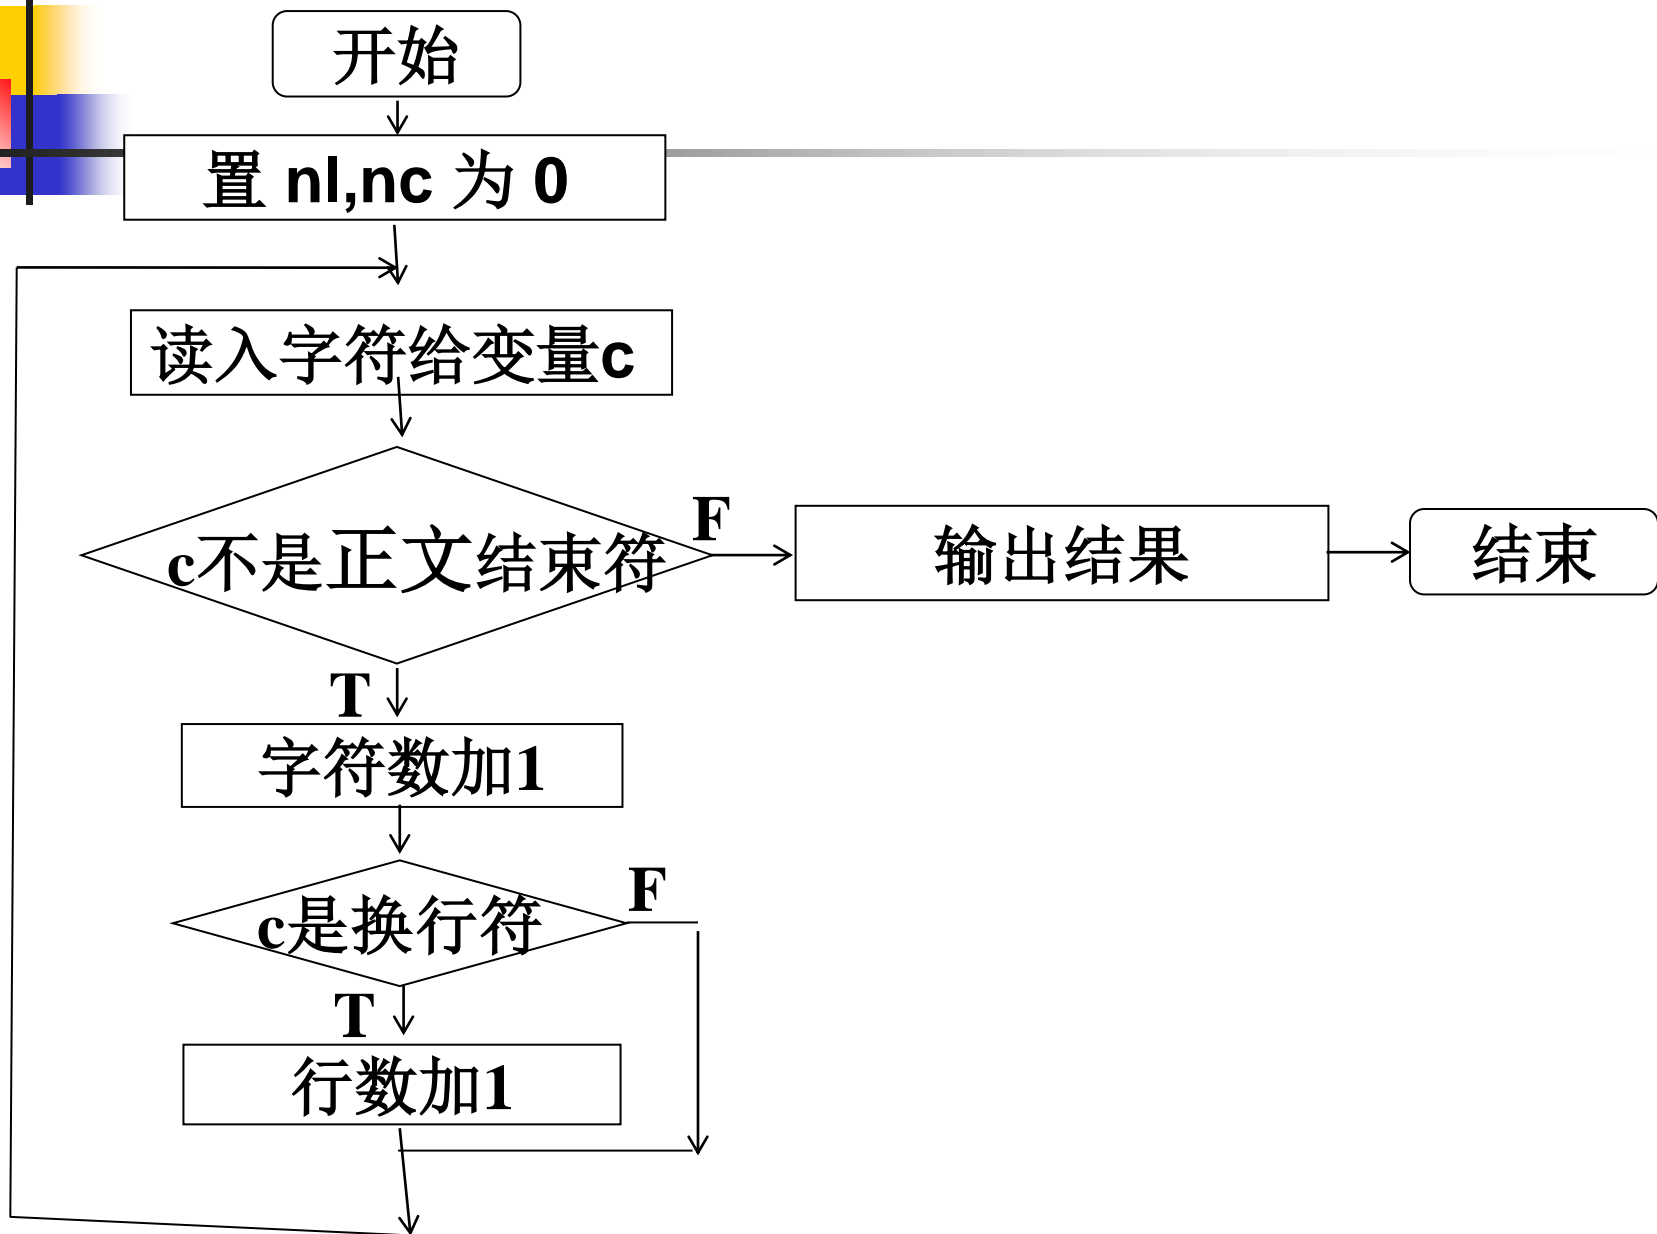 开始
置 nl,nc 为 0
读入字符给变量c
c不是正文结束符
F
输出结果
结束
T
字符数加1
c是换行符
F
T
行数加1